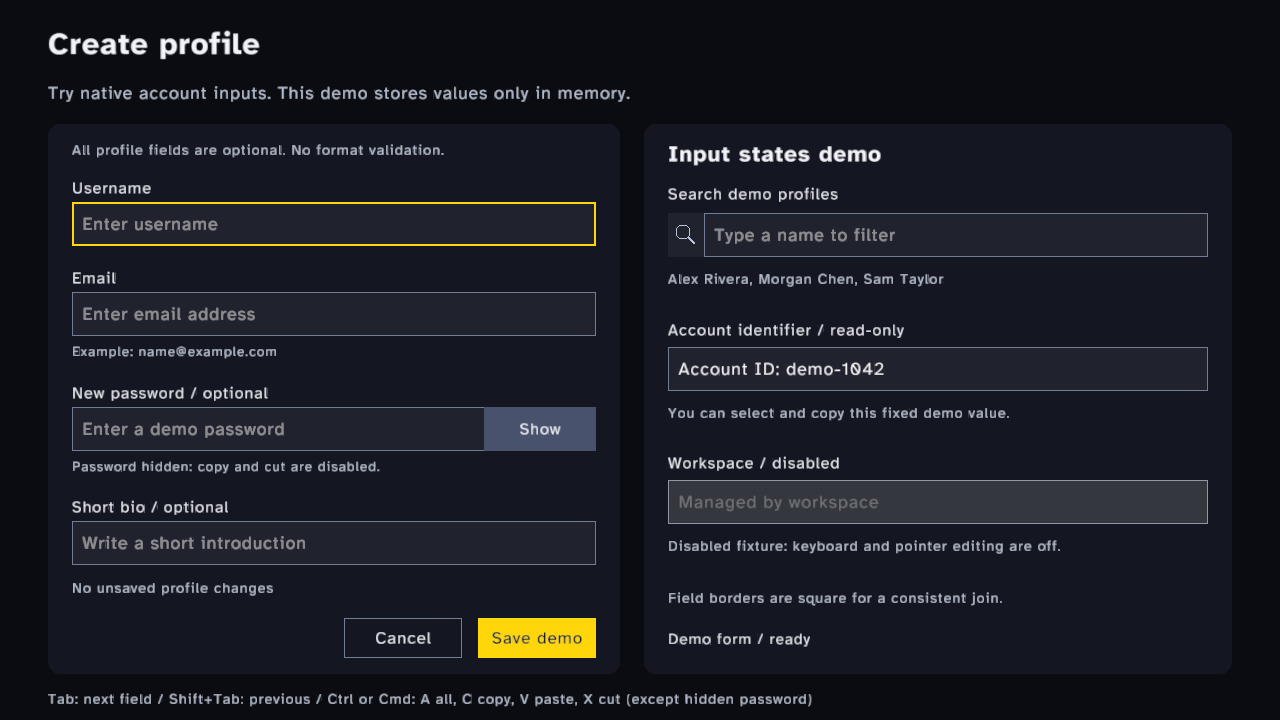 Create profile
Try native account inputs. This demo stores values only in memory.
All profile fields are optional. No format validation.
Username
Enter username
Email
Enter email address
Example: name@example.com
New password / optional
Enter a demo password
Show
Password hidden: copy and cut are disabled.
Short bio / optional
Write a short introduction
No unsaved profile changes
Cancel
Save demo
Input states demo
Search demo profiles
Type a name to filter
Alex Rivera, Morgan Chen, Sam Taylor
Account identifier / read-only
Account ID: demo-1042
You can select and copy this fixed demo value.
Workspace / disabled
Managed by workspace
Disabled fixture: keyboard and pointer editing are off.
Field borders are square for a consistent join.
Demo form / ready
Tab: next field / Shift+Tab: previous / Ctrl or Cmd: A all, C copy, V paste, X cut (except hidden password)